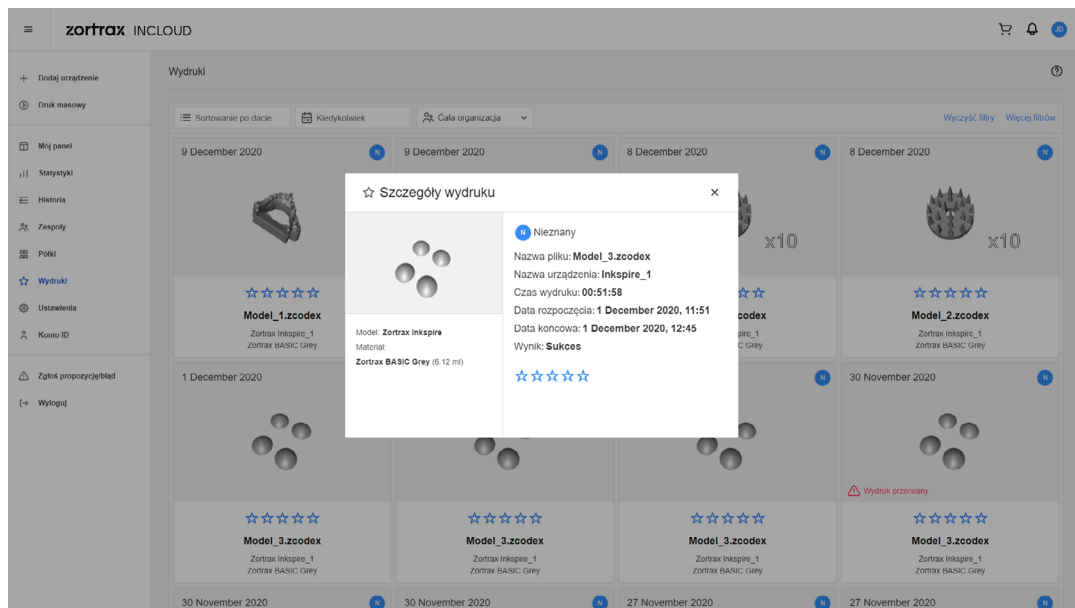 zortrax INCLOUD
JD
Dodaj urządzenie
Druk masowy
Mój panel
Statystyki
Historia
Zespoły
Półki
Wydruki
Ustawienia
Konto ID
Zgłoś propozycję/błąd
Wyloguj
Wydruki
Sortowanie po dacie
Kiedykolwiek
Cała organizacja
Wyczyść filtry
Więcej filtrów
9 December 2020
N
Model_1.zcodex
Zortrax Inkspire_1
Zortrax BASIC Grey
9 December 2020
N
8 December 2020
N
x10
codex
pire_1
Grey
8 December 2020
N
x10
Model_2.zcodex
Zortrax Inkspire_1
Zortrax BASIC Grey
Szczegóły wydruku
Model: Zortrax Inkspire
Materiał:
Zortrax BASIC Grey (6.12 ml)
N Nieznany
Nazwa pliku: Model_3.zcodex
Nazwa urządzenia: Inkspire_1
Czas wydruku: 00:51:58
Data rozpoczęcia: 1 December 2020, 11:51
Data końcowa: 1 December 2020, 12:45
Wynik: Sukces
1 December 2020
Model_3.zcodex
Zortrax Inkspire_1
Zortrax BASIC Grey
Model_3.zcodex
Zortrax Inkspire_1
Zortrax BASIC Grey
N
Model_3.zcodex
Zortrax Inkspire_1
Zortrax BASIC Grey
30 November 2020
N
Wydruk przerwany
Model_3.zcodex
Zortrax Inkspire_1
Zortrax BASIC Grey
30 November 2020
N
30 November 2020
N
27 November 2020
N
27 November 2020
N